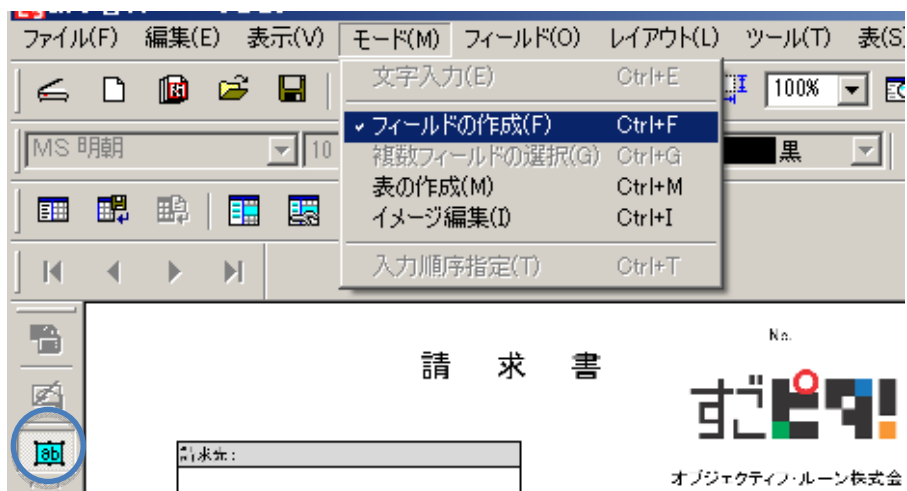 ファイル(F) 編集(E) 表示(V) モード(M) フィールド(O) レイアウト(L) ツール(T) 表(S)
文字入力(E) Ctrl+E
100%
フィールドの作成(F) Ctrl+F
MS 明朝 10 黒
複数フィールドの選択(G) Ctrl+G
表の作成(M) Ctrl+M
イメージ編集(I) Ctrl+I
入力順序指定(T) Ctrl+T
No.
請 求 書
すごピタ!
ab
請求先:
オブジェクティブ・ルーン株式会